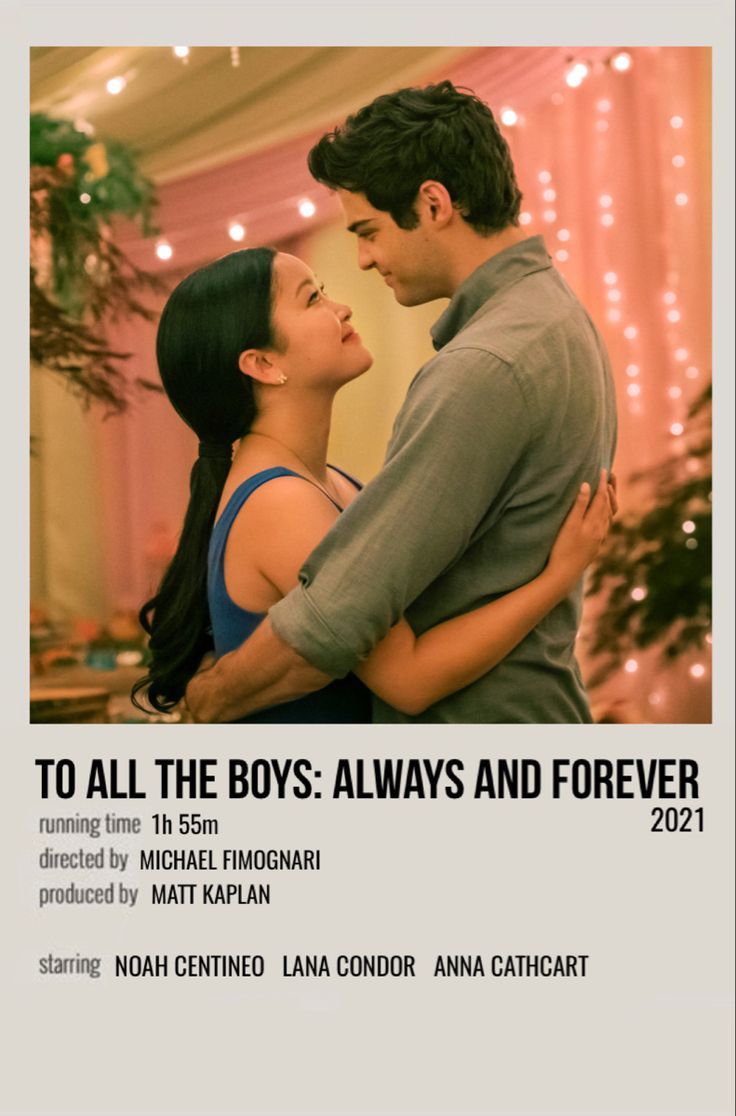 TO ALL THE BOYS: ALWAYS AND FOREVER
running time 1h 55m 2021
directed by MICHAEL FIMOGNARI
produced by MATT KAPLAN
starring NOAH CENTINEO LANA CONDOR ANNA CATHCART